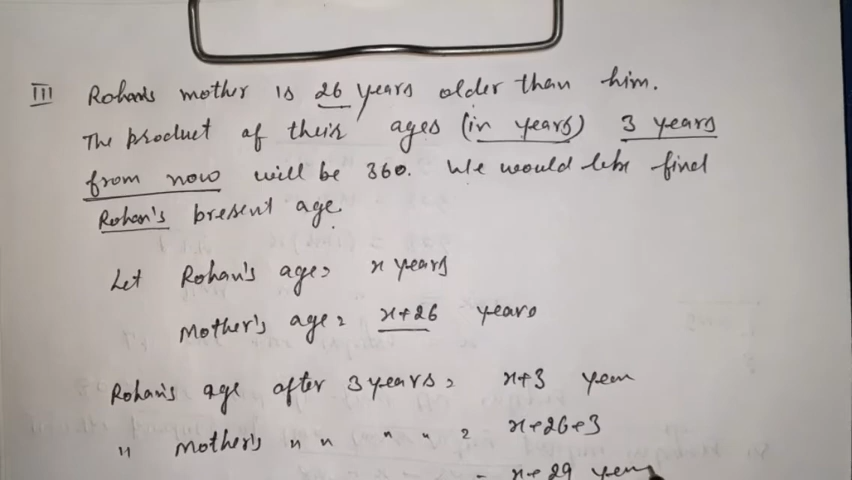 III Rohan's mother is 26 years older than him.
The product of their ages (in years) 3 years
from now will be 360. We would like find
Rohan's present age.
Let Rohan's age = x years
Mother's age = x+26 years
Rohan's age after 3 years = x+3 year
" Mother's " " " " = x+26+3
= x+29 years